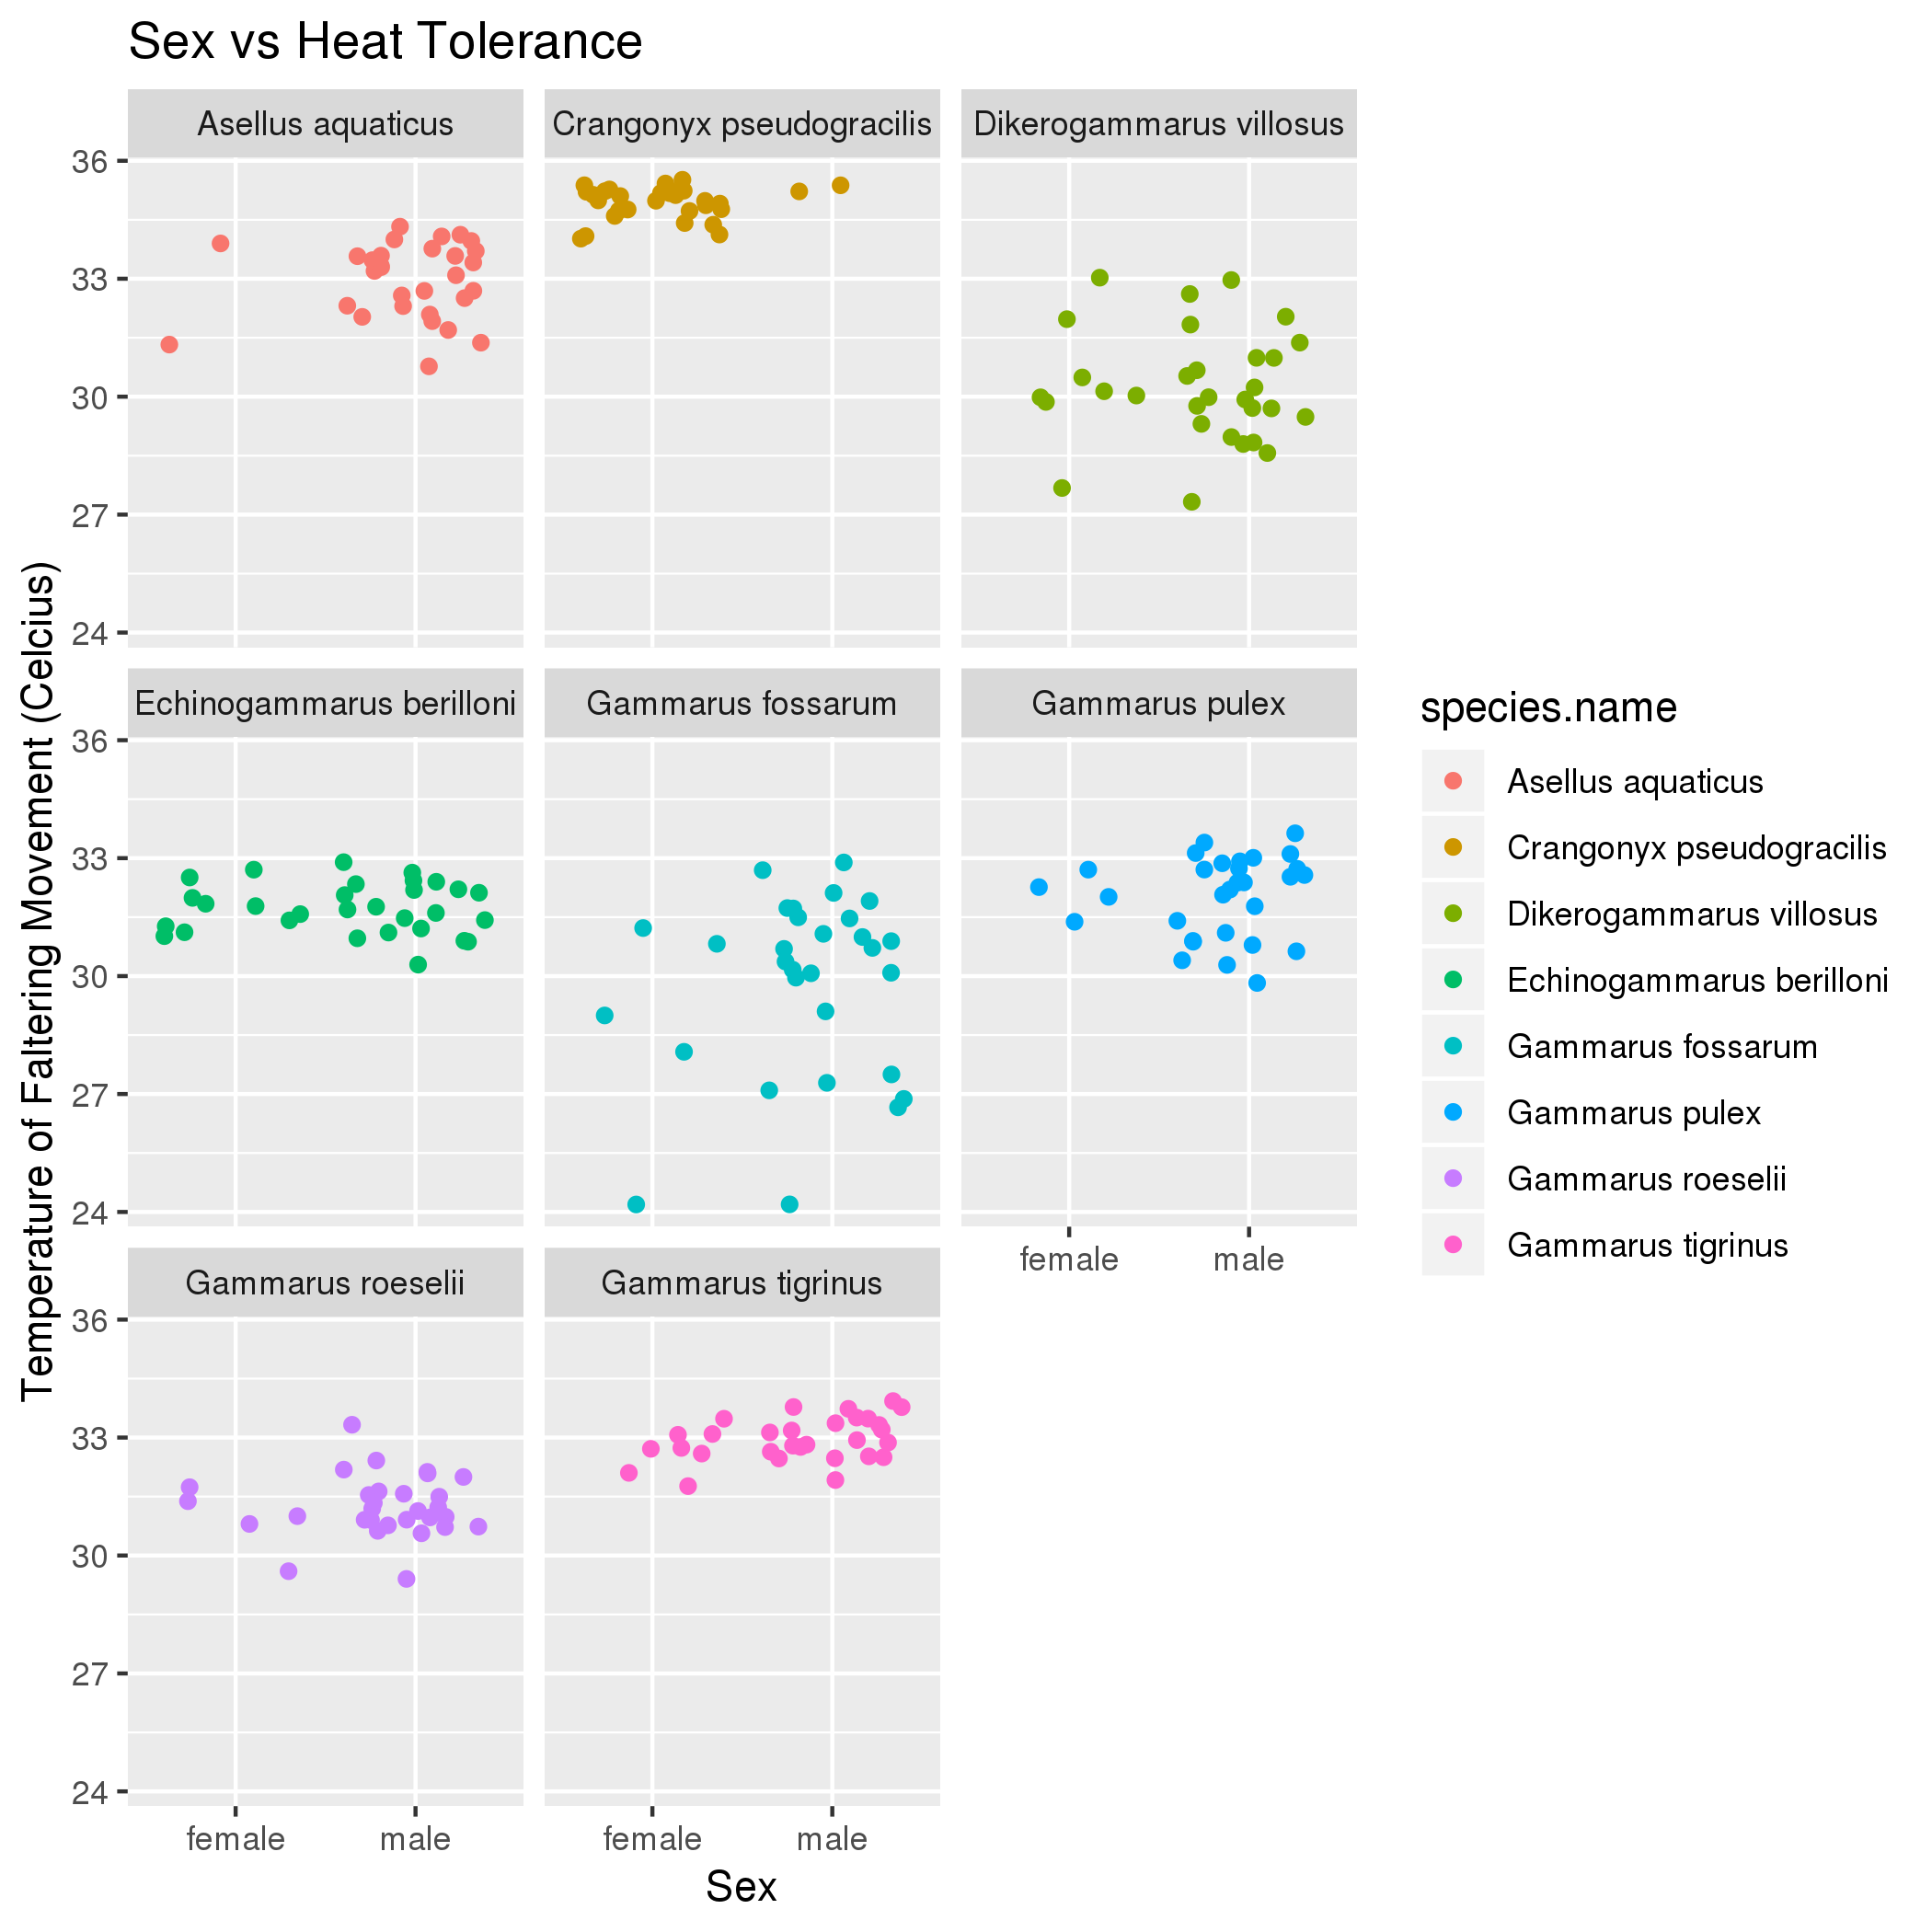 Sex vs Heat Tolerance
Asellus aquaticus
Crangonyx pseudogracilis
Dikerogammarus villosus
36
33
30
27
24
Temperature of Faltering Movement (Celcius)
Echinogammarus berilloni
Gammarus fossarum
Gammarus pulex
36
33
30
27
24
female
male
Gammarus roeselii
Gammarus tigrinus
36
33
30
27
24
female
male
female
male
Sex
species.name
Asellus aquaticus
Crangonyx pseudogracilis
Dikerogammarus villosus
Echinogammarus berilloni
Gammarus fossarum
Gammarus pulex
Gammarus roeselii
Gammarus tigrinus